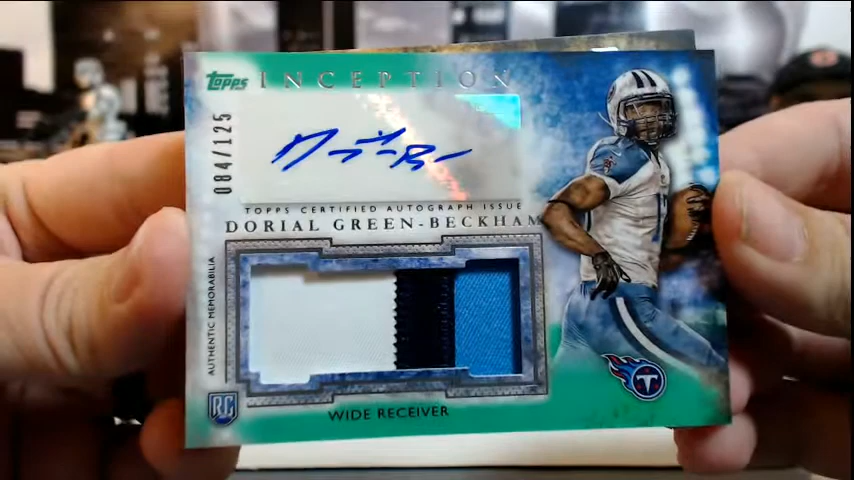 Topps INCEPTION
084/125
TOPPS CERTIFIED AUTOGRAPH ISSUE
DORIAL GREEN-BECKHAM
AUTHENTIC MEMORABILIA
RC
WIDE RECEIVER
T